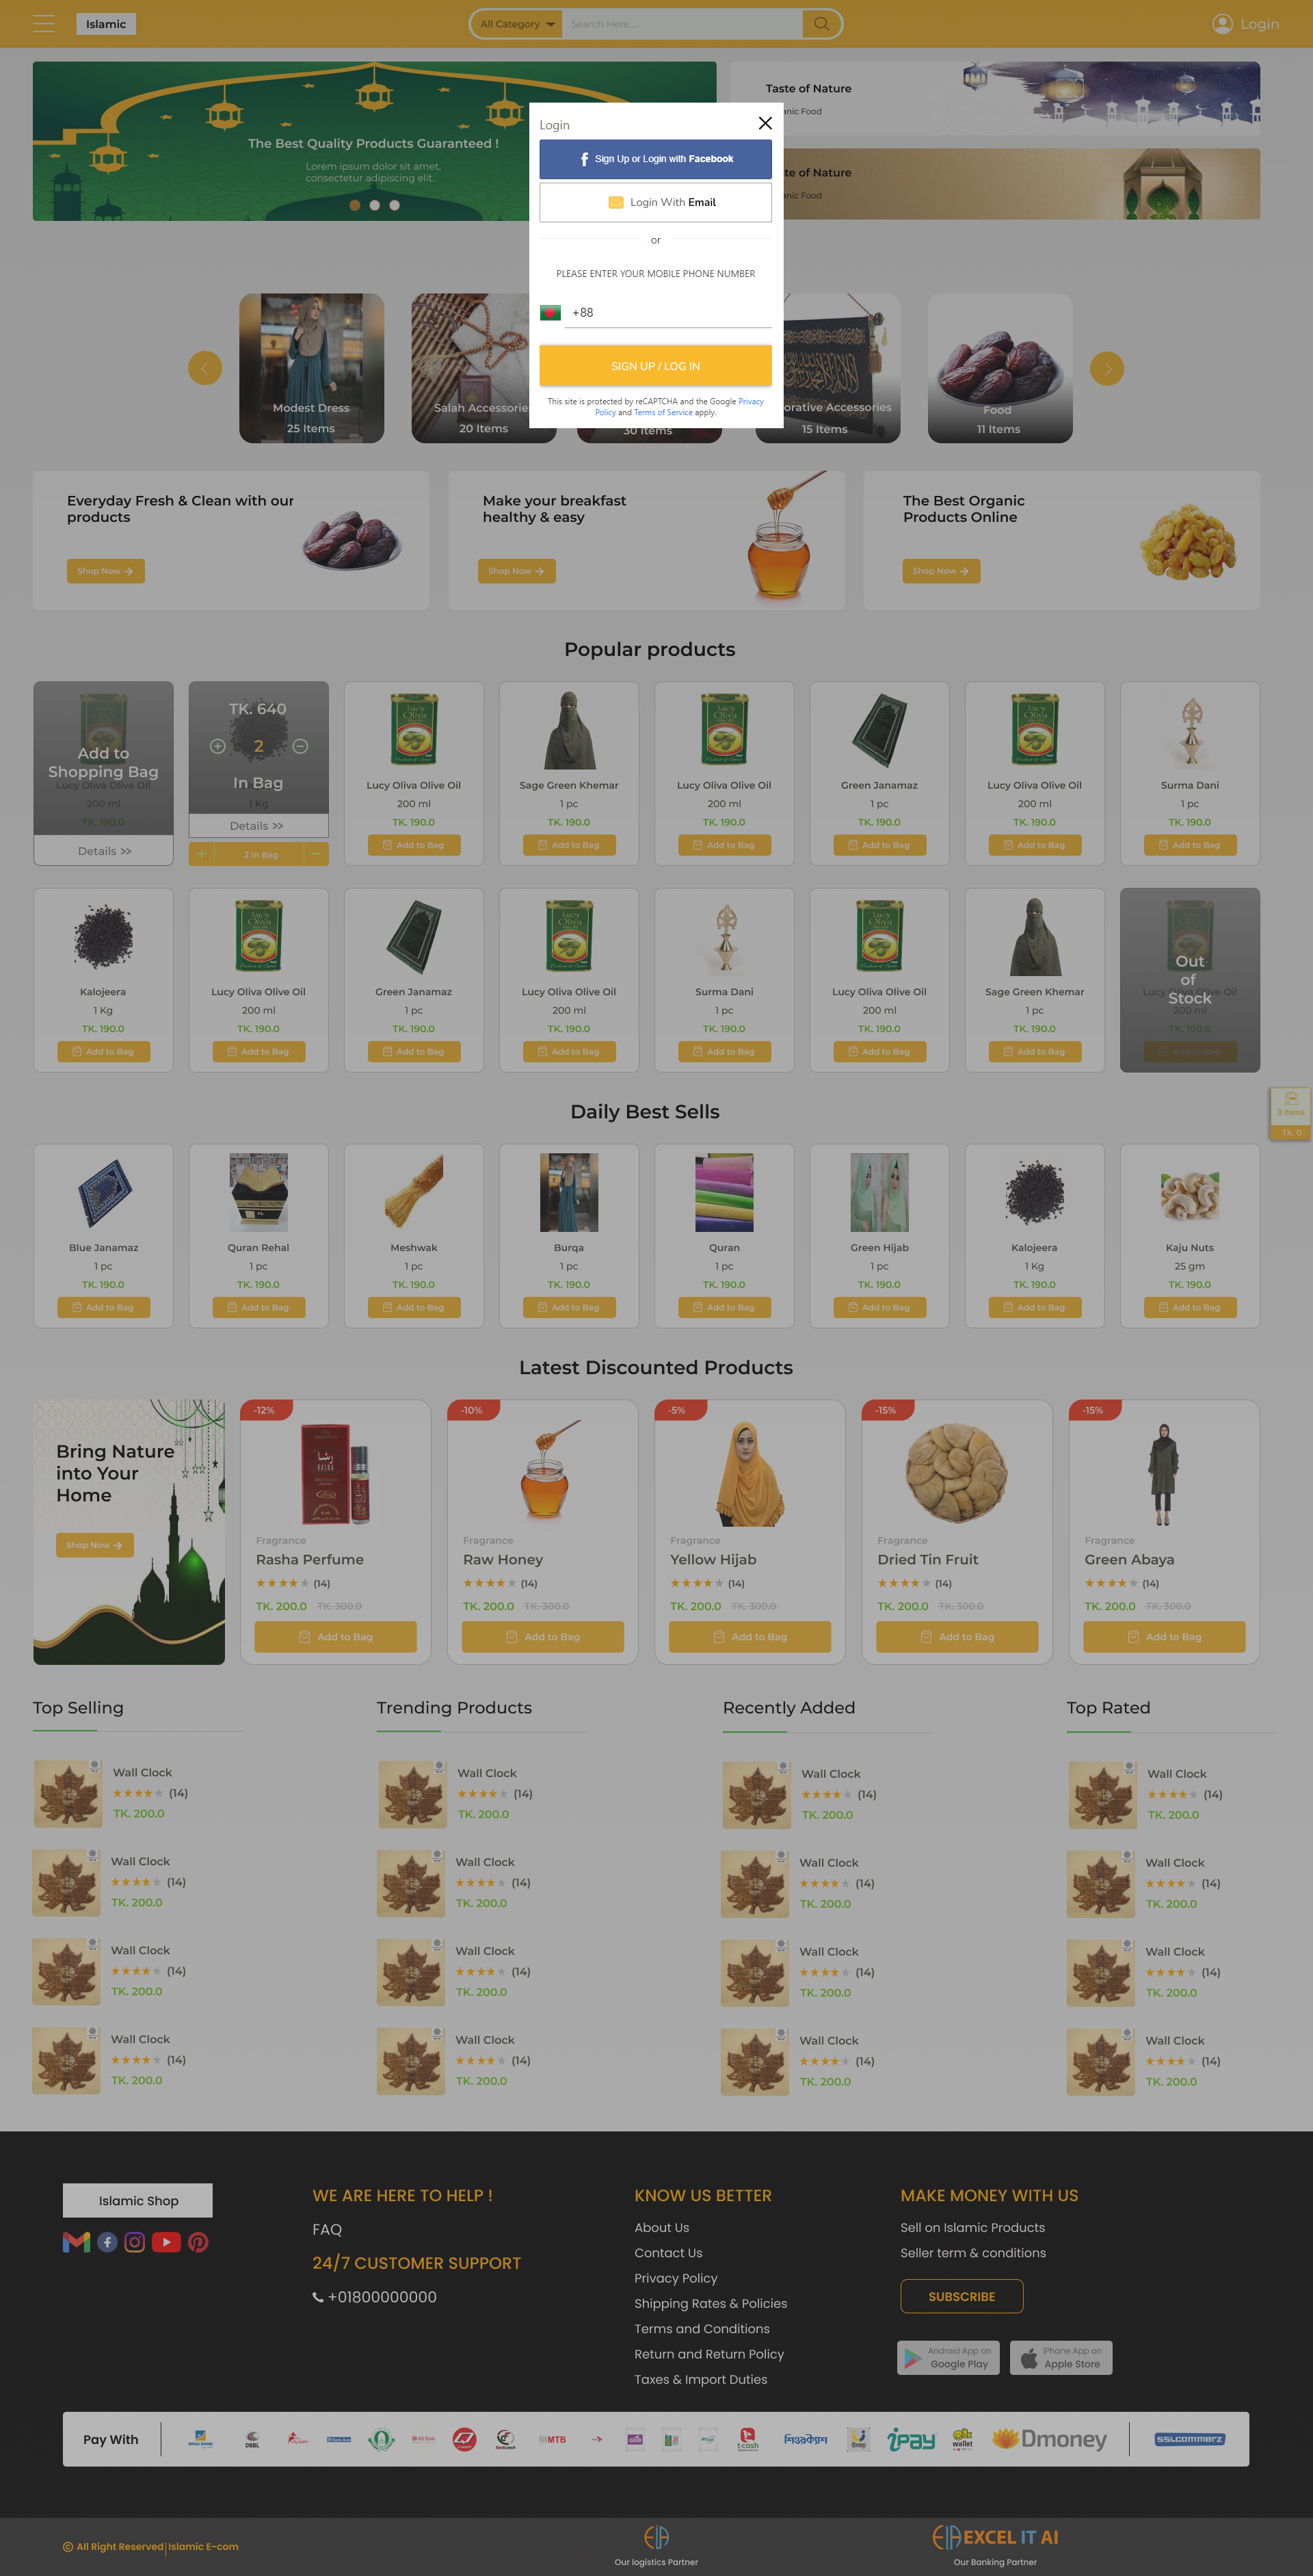 Islamic
All Category
Search Here....
Login
The Best Quality Products Guaranteed !
Lorem ipsum dolor sit amet,
consectetur adipiscing elit.
Taste of Nature
anic Food
te of Nature
anic Food
Login
Sign Up or Login with Facebook
Login With Email
or
PLEASE ENTER YOUR MOBILE PHONE NUMBER
+88
SIGN UP / LOG IN
This site is protected by reCAPTCHA and the Google Privacy
Policy and Terms of Service apply.
Modest Dress
25 Items
Salah Accessorie
20 Items
30 Items
orative Accessories
15 Items
Food
11 Items
Everyday Fresh & Clean with our
products
Shop Now
Make your breakfast
healthy & easy
Shop Now
The Best Organic
Products Online
Shop Now
Popular products
Add to
Shopping Bag
Lucy Oliva Olive Oil
200 ml
TK. 190.0
Details >>
TK. 640
2
In Bag
1 Kg
Details >>
2 in Bag
Lucy Oliva Olive Oil
200 ml
TK. 190.0
Add to Bag
Sage Green Khemar
1 pc
TK. 190.0
Add to Bag
Lucy Oliva Olive Oil
200 ml
TK. 190.0
Add to Bag
Green Janamaz
1 pc
TK. 190.0
Add to Bag
Lucy Oliva Olive Oil
200 ml
TK. 190.0
Add to Bag
Surma Dani
1 pc
TK. 190.0
Add to Bag
Kalojeera
1 Kg
TK. 190.0
Add to Bag
Lucy Oliva Olive Oil
200 ml
TK. 190.0
Add to Bag
Green Janamaz
1 pc
TK. 190.0
Add to Bag
Lucy Oliva Olive Oil
200 ml
TK. 190.0
Add to Bag
Surma Dani
1 pc
TK. 190.0
Add to Bag
Lucy Oliva Olive Oil
200 ml
TK. 190.0
Add to Bag
Sage Green Khemar
1 pc
TK. 190.0
Add to Bag
Out
of
Stock
Lucy Oliva Olive Oil
200 ml
TK. 190.0
Add to Bag
0 Items
Tk. 0
Daily Best Sells
Blue Janamaz
1 pc
TK. 190.0
Add to Bag
Quran Rehal
1 pc
TK. 190.0
Add to Bag
Meshwak
1 pc
TK. 190.0
Add to Bag
Burqa
1 pc
TK. 190.0
Add to Bag
Quran
1 pc
TK. 190.0
Add to Bag
Green Hijab
1 pc
TK. 190.0
Add to Bag
Kalojeera
1 Kg
TK. 190.0
Add to Bag
Kaju Nuts
25 gm
TK. 190.0
Add to Bag
Latest Discounted Products
Bring Nature
into Your
Home
Shop Now
-12%
Fragrance
Rasha Perfume
(14)
TK. 200.0 TK. 300.0
Add to Bag
-10%
Fragrance
Raw Honey
(14)
TK. 200.0 TK. 300.0
Add to Bag
-5%
Fragrance
Yellow Hijab
(14)
TK. 200.0 TK. 300.0
Add to Bag
-15%
Fragrance
Dried Tin Fruit
(14)
TK. 200.0 TK. 300.0
Add to Bag
-15%
Fragrance
Green Abaya
(14)
TK. 200.0 TK. 300.0
Add to Bag
Top Selling
Wall Clock
(14)
TK. 200.0
Wall Clock
(14)
TK. 200.0
Wall Clock
(14)
TK. 200.0
Wall Clock
(14)
TK. 200.0
Trending Products
Wall Clock
(14)
TK. 200.0
Wall Clock
(14)
TK. 200.0
Wall Clock
(14)
TK. 200.0
Wall Clock
(14)
TK. 200.0
Recently Added
Wall Clock
(14)
TK. 200.0
Wall Clock
(14)
TK. 200.0
Wall Clock
(14)
TK. 200.0
Wall Clock
(14)
TK. 200.0
Top Rated
Wall Clock
(14)
TK. 200.0
Wall Clock
(14)
TK. 200.0
Wall Clock
(14)
TK. 200.0
Wall Clock
(14)
TK. 200.0
Islamic Shop
WE ARE HERE TO HELP !
FAQ
24/7 CUSTOMER SUPPORT
+01800000000
KNOW US BETTER
About Us
Contact Us
Privacy Policy
Shipping Rates & Policies
Terms and Conditions
Return and Return Policy
Taxes & Import Duties
MAKE MONEY WITH US
Sell on Islamic Products
Seller term & conditions
SUBSCRIBE
Android App on
Google Play
iPhone App on
Apple Store
Pay With
BRAC BANK
DBBL
MTB
t-cash
শিওরক্যাশ
iPay
wallet
Dmoney
SSLCOMMERZ
© All Right Reserved|Islamic E-com
Our logistics Partner
EXCEL IT AI
Our Banking Partner